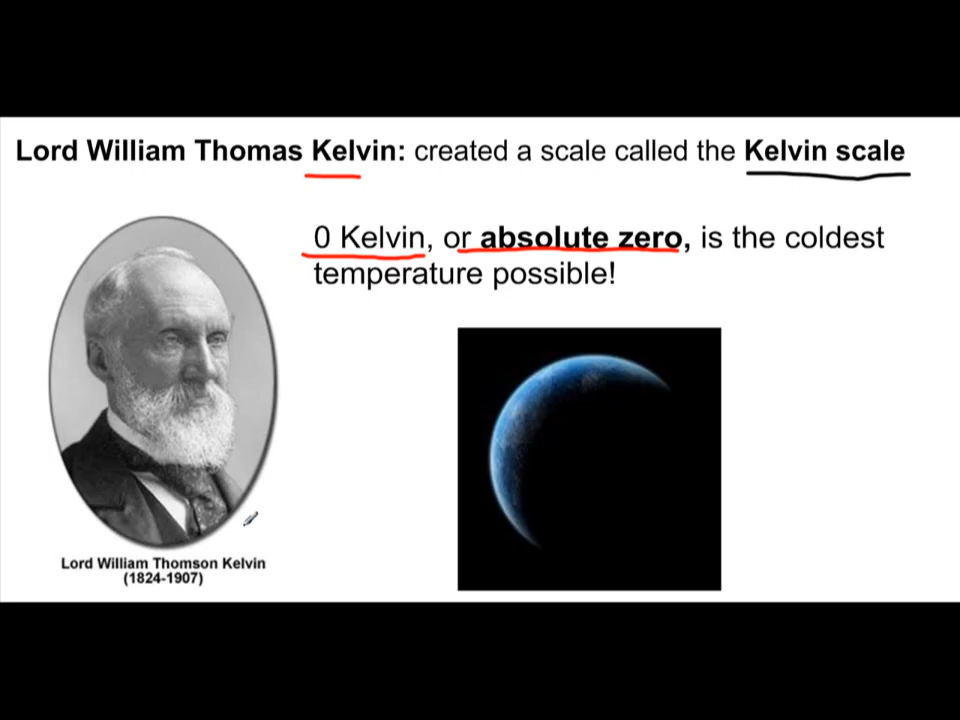 Lord William Thomas Kelvin: created a scale called the Kelvin scale
0 Kelvin, or absolute zero, is the coldest
temperature possible!
Lord William Thomson Kelvin
(1824-1907)